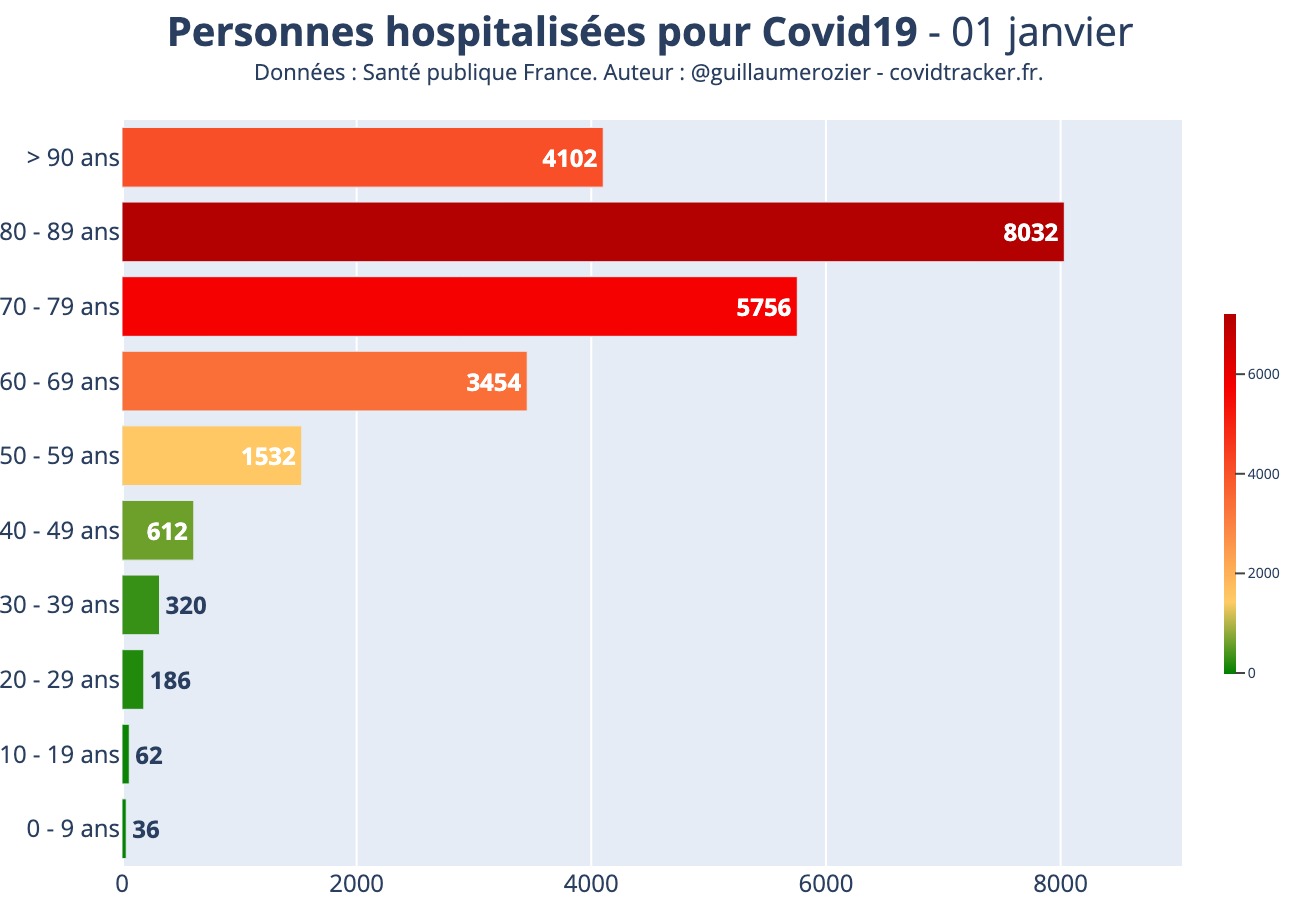 Personnes hospitalisées pour Covid19 - 01 janvier
Données : Santé publique France. Auteur : @guillaumerozier - covidtracker.fr.
> 90 ans 4102
80 - 89 ans 8032
70 - 79 ans 5756
60 - 69 ans 3454
50 - 59 ans 1532
40 - 49 ans 612
30 - 39 ans 320
20 - 29 ans 186
10 - 19 ans 62
0 - 9 ans 36
0 2000 4000 6000 8000
6000
4000
2000
0